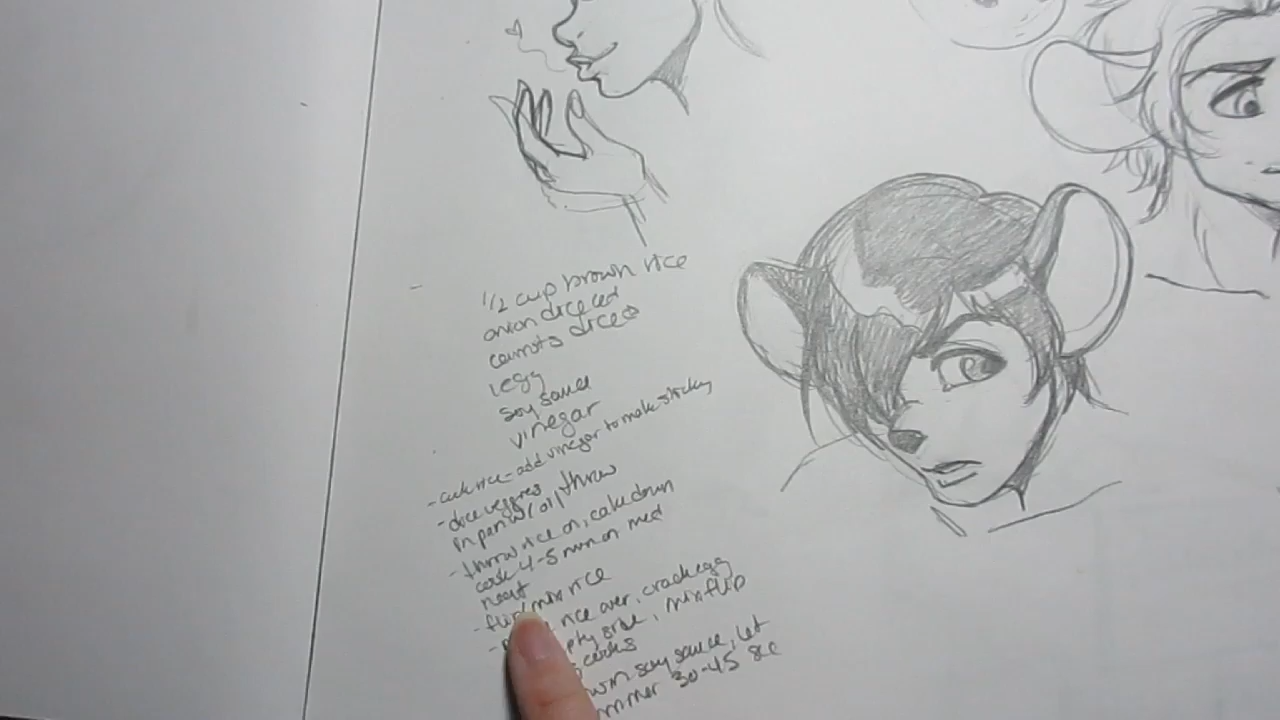 1/2 cup brown rice
onion diced
carrots diced
1 egg
soy sauce
vinegar
- cook rice - add vinegar to make sticky
- dice veggies, throw
in pan w/ oil
- throw rice on, cake down
cook 4-5 min on med
heat
- flip/mix rice
rice over, crack egg
side, mix flip
cooks
soy sauce, let
simmer 30-45 sec